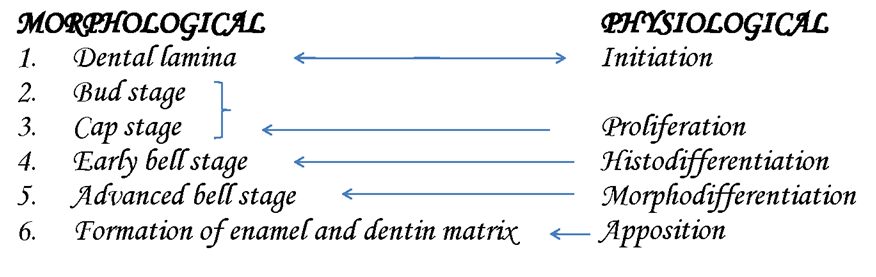 MORPHOLOGICAL PHYSIOLOGICAL
1. Dental lamina Initiation
2. Bud stage
3. Cap stage Proliferation
4. Early bell stage Histodifferentiation
5. Advanced bell stage Morphodifferentiation
6. Formation of enamel and dentin matrix Apposition